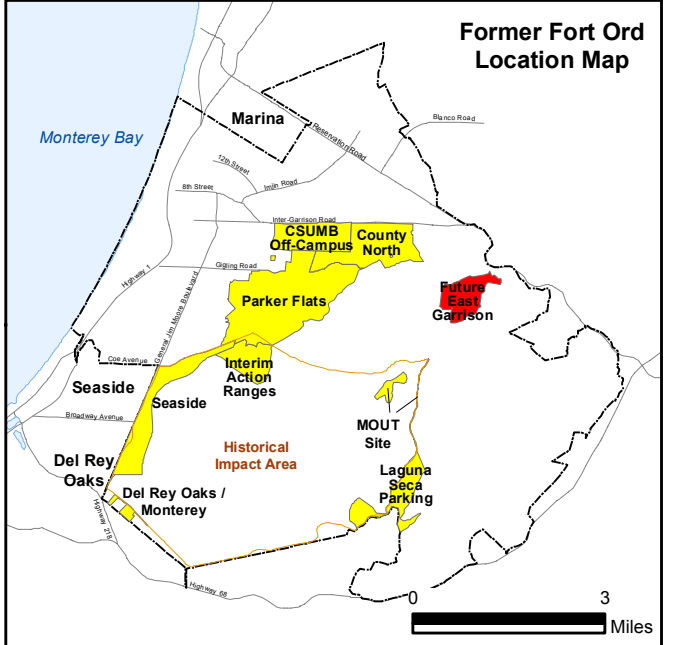 Former Fort Ord
Location Map
Marina
Monterey Bay
Blanco Road
Reservation Road
12th Street
Imjin Road
8th Street
Inter-Garrison Road
CSUMB
Off-Campus
County
North
Gigling Road
Highway 1
General Jim Moore Boulevard
Parker Flats
Future
East
Garrison
Coe Avenue
Interim
Action
Ranges
Seaside
Seaside
Broadway Avenue
MOUT
Site
Historical
Impact Area
Del Rey
Oaks
Laguna
Seca
Parking
Del Rey Oaks /
Monterey
Highway 218
Highway 68
0
3
Miles